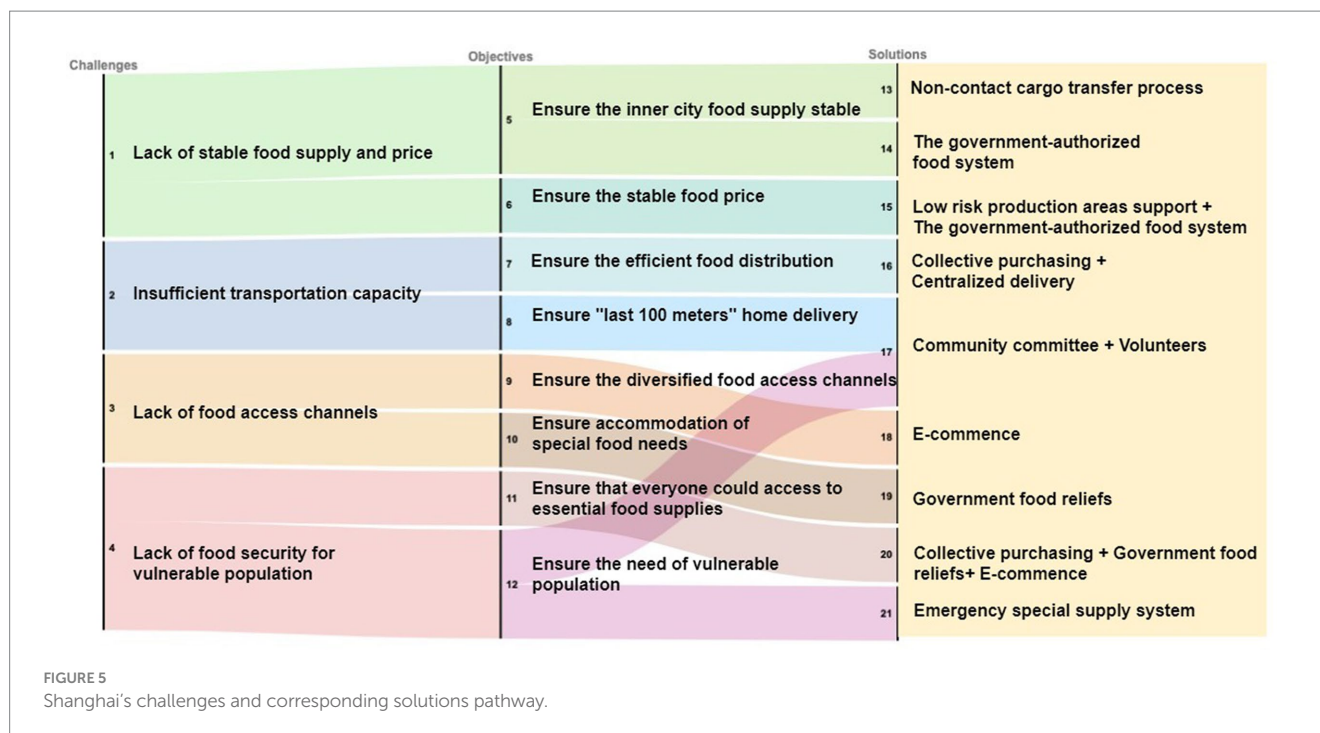 Challenges
Objectives
Solutions
1 Lack of stable food supply and price
2 Insufficient transportation capacity
3 Lack of food access channels
4 Lack of food security for
vulnerable population
5 Ensure the inner city food supply stable
6 Ensure the stable food price
7 Ensure the efficient food distribution
8 Ensure "last 100 meters" home delivery
9 Ensure the diversified food access channels
10 Ensure accommodation of
special food needs
11 Ensure that everyone could access to
essential food supplies
12 Ensure the need of vulnerable
population
13 Non-contact cargo transfer process
14 The government-authorized
food system
15 Low risk production areas support +
The government-authorized food system
16 Collective purchasing +
Centralized delivery
17 Community committee + Volunteers
18 E-commence
19 Government food reliefs
20 Collective purchasing + Government food
reliefs+ E-commence
21 Emergency special supply system
FIGURE 5
Shanghai's challenges and corresponding solutions pathway.